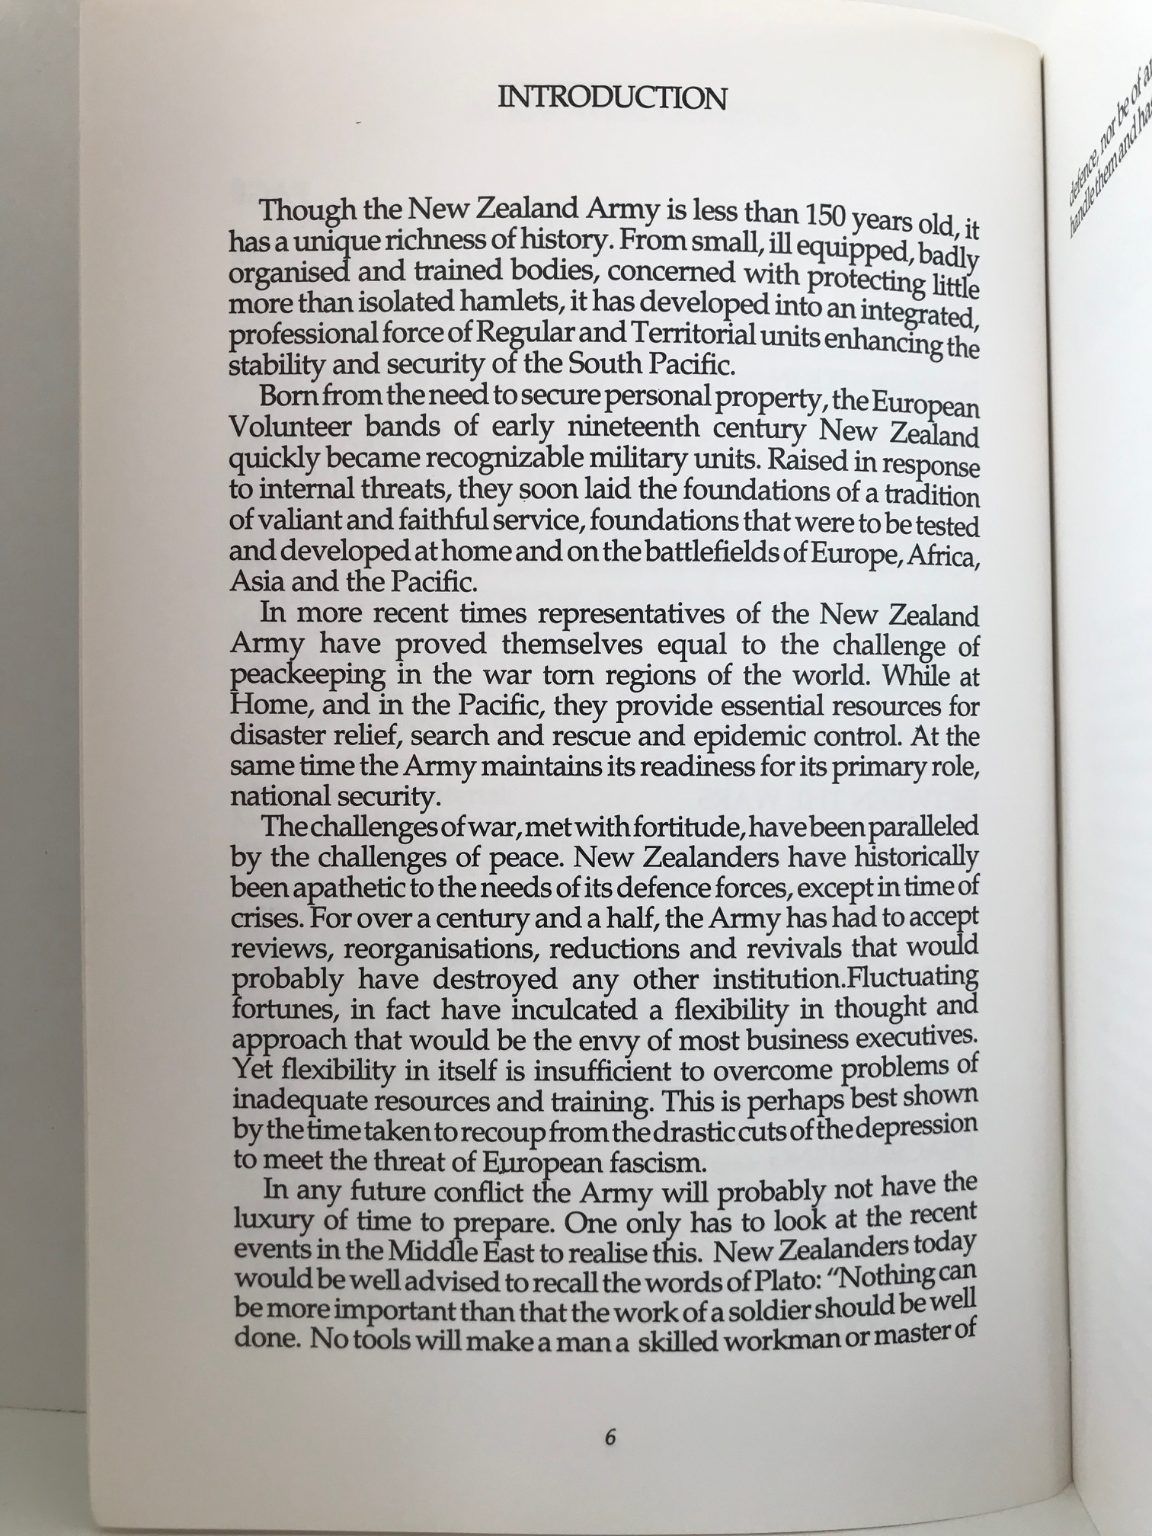 INTRODUCTION
Though the New Zealand Army is less than 150 years old, it
has a unique richness of history. From small, ill equipped, badly
organised and trained bodies, concerned with protecting little
more than isolated hamlets, it has developed into an integrated,
professional force of Regular and Territorial units enhancing the
stability and security of the South Pacific.
Born from the need to secure personal property, the European
Volunteer bands of early nineteenth century New Zealand
quickly became recognizable military units. Raised in response
to internal threats, they soon laid the foundations of a tradition
of valiant and faithful service, foundations that were to be tested
and developed at home and on the battlefields of Europe, Africa,
Asia and the Pacific.
In more recent times representatives of the New Zealand
Army have proved themselves equal to the challenge of
peackeeping in the war torn regions of the world. While at
Home, and in the Pacific, they provide essential resources for
disaster relief, search and rescue and epidemic control. At the
same time the Army maintains its readiness for its primary role,
national security.
The challenges of war, met with fortitude, have been paralleled
by the challenges of peace. New Zealanders have historically
been apathetic to the needs of its defence forces, except in time of
crises. For over a century and a half, the Army has had to accept
reviews, reorganisations, reductions and revivals that would
probably have destroyed any other institution.Fluctuating
fortunes, in fact have inculcated a flexibility in thought and
approach that would be the envy of most business executives.
Yet flexibility in itself is insufficient to overcome problems of
inadequate resources and training. This is perhaps best shown
by the time taken to recoup from the drastic cuts of the depression
to meet the threat of European fascism.
In any future conflict the Army will probably not have the
luxury of time to prepare. One only has to look at the recent
events in the Middle East to realise this. New Zealanders today
would be well advised to recall the words of Plato: "Nothing can
be more important than that the work of a soldier should be well
done. No tools will make a man a skilled workman or master of
6
defence, nor be of
handle them and